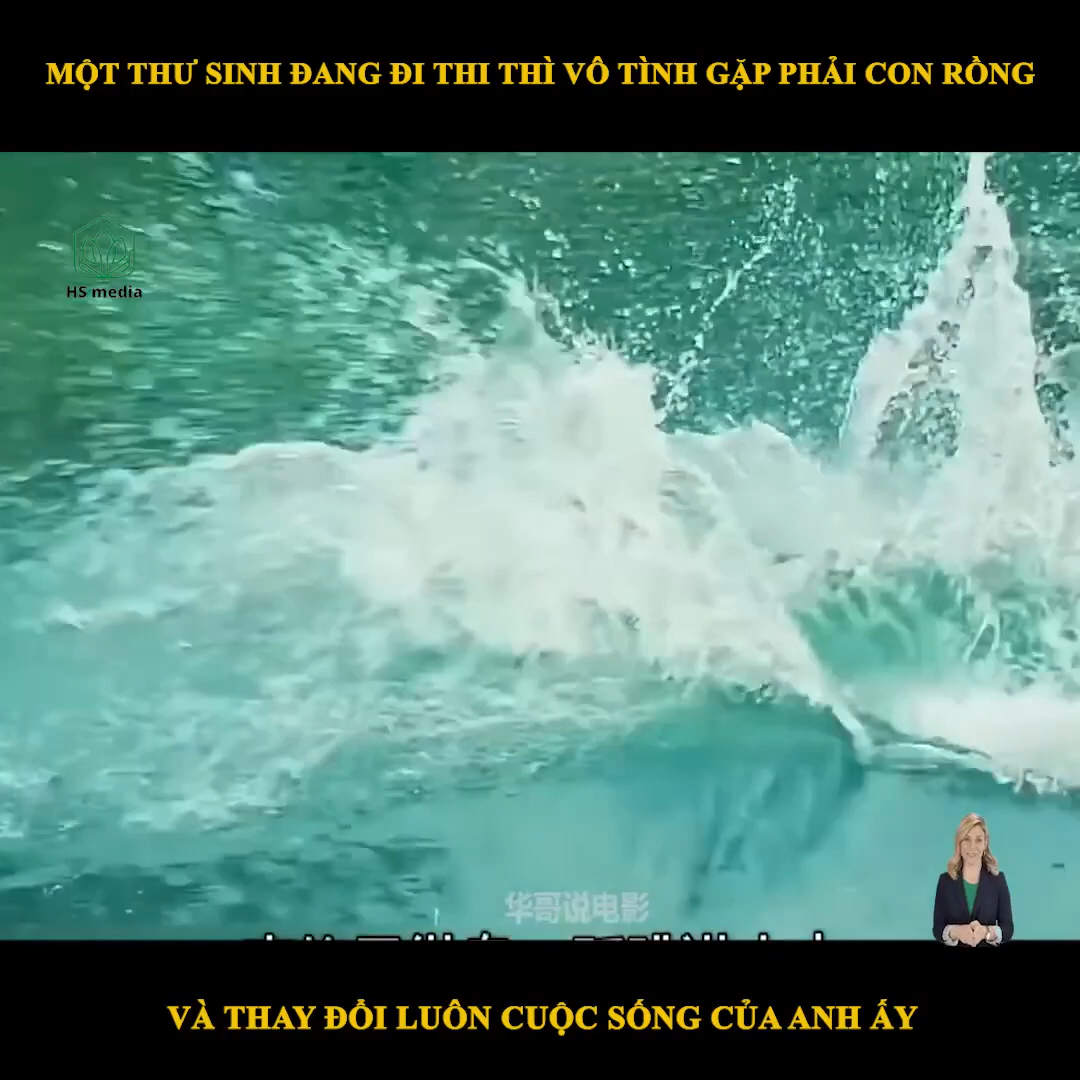 MỘT THƯ SINH ĐANG ĐI THI THÌ VÔ TÌNH GẶP PHẢI CON RỒNG
HS media
华哥说电影
VÀ THAY ĐỔI LUÔN CUỘC SỐNG CỦA ANH ẤY